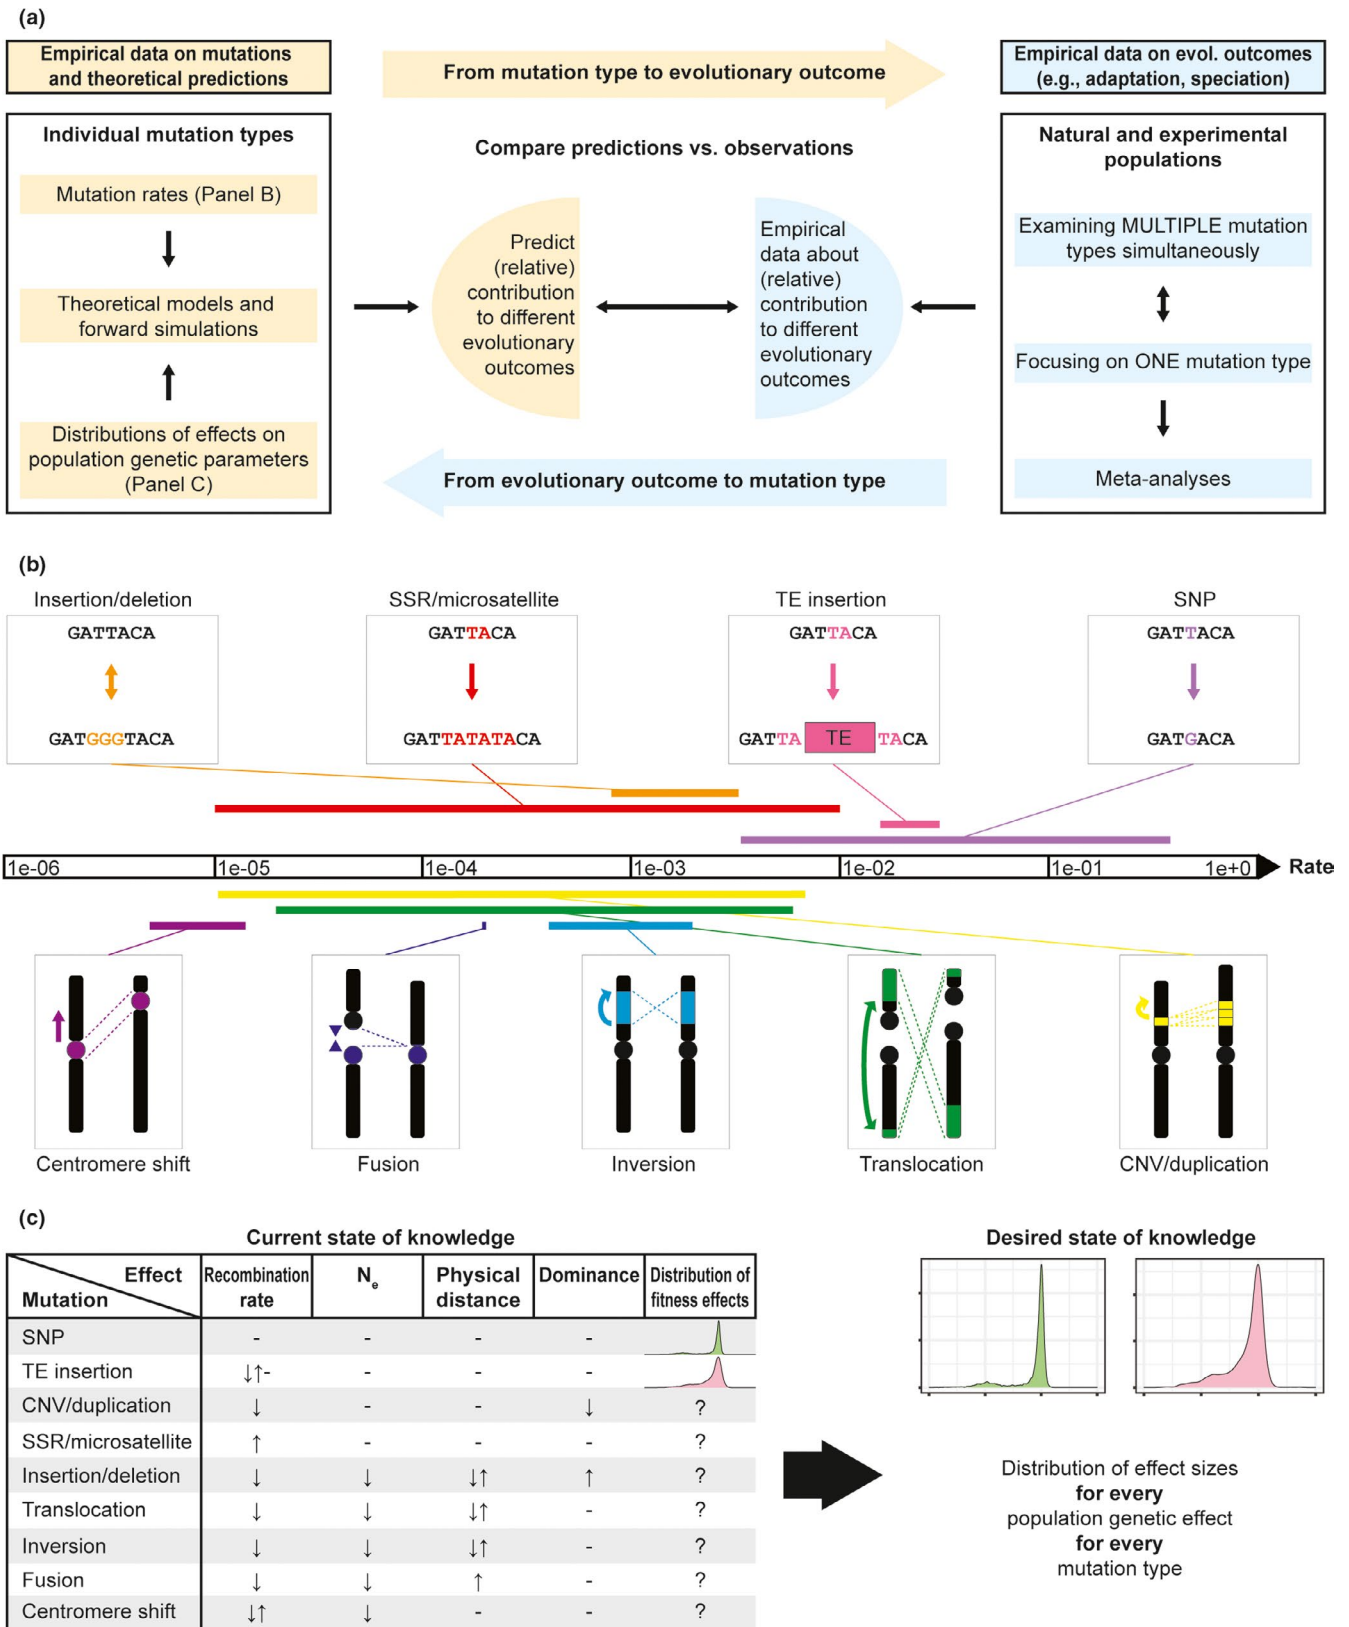 (a)
Empirical data on mutations
and theoretical predictions
From mutation type to evolutionary outcome
Empirical data on evol. outcomes
(e.g., adaptation, speciation)
Individual mutation types
Mutation rates (Panel B)
Theoretical models and
forward simulations
Distributions of effects on
population genetic parameters
(Panel C)
Compare predictions vs. observations
Predict
(relative)
contribution
to different
evolutionary
outcomes
Empirical
data about
(relative)
contribution
to different
evolutionary
outcomes
From evolutionary outcome to mutation type
Natural and experimental
populations
Examining MULTIPLE mutation
types simultaneously
Focusing on ONE mutation type
Meta-analyses
(b)
Insertion/deletion
GATTACA
GATGGGTACA
SSR/microsatellite
GATTACA
GATTATATACA
TE insertion
GATTACA
GATTA TE TACA
SNP
GATTACA
GATGACA
1e-06 1e-05 1e-04 1e-03 1e-02 1e-01 1e+0 Rate
Centromere shift
Fusion
Inversion
Translocation
CNV/duplication
(c)
Current state of knowledge
Effect
Mutation
Recombination
rate
Ne
Physical
distance
Dominance
Distribution of
fitness effects
SNP - - - -
TE insertion ↓↑- - - -
CNV/duplication ↓ - - ↓ ?
SSR/microsatellite ↑ - - - ?
Insertion/deletion ↓ ↓ ↓↑ ↑ ?
Translocation ↓ ↓ ↓↑ - ?
Inversion ↓ ↓ ↓↑ - ?
Fusion ↓ ↓ ↑ - ?
Centromere shift ↓↑ ↓ - - ?
Desired state of knowledge
Distribution of effect sizes
for every
population genetic effect
for every
mutation type